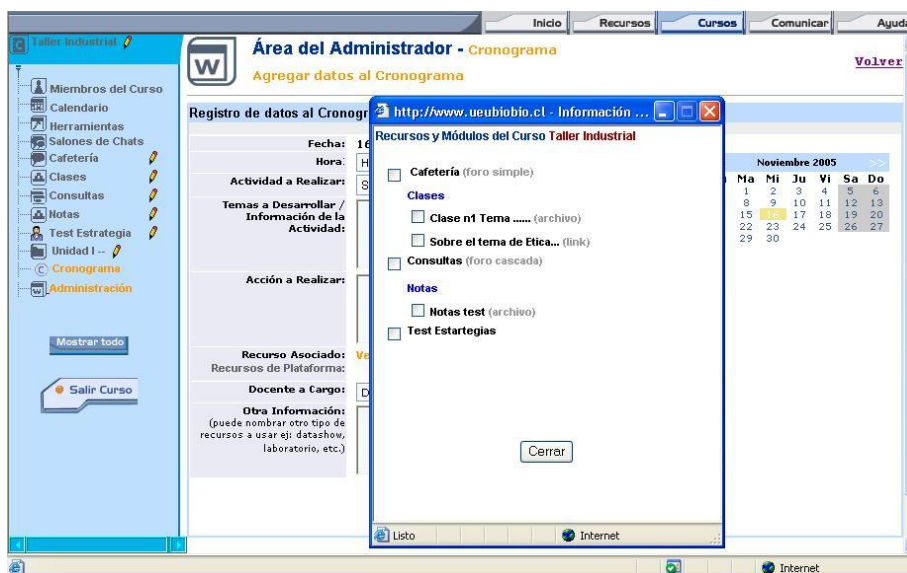 Inicio Recursos Cursos Comunicar Ayuda
Taller Industrial
Miembros del Curso
Calendario
Herramientas
Salones de Chats
Cafetería
Clases
Consultas
Notas
Test Estrategia
Unidad I --
Cronograma
Administración
Mostrar todo
Salir Curso
Área del Administrador - Cronograma
Agregar datos al Cronograma
Volver
Registro de datos al Cronogr
Fecha: 16
Hora:
Actividad a Realizar:
Temas a Desarrollar /
Información de la
Actividad:
Acción a Realizar:
Recurso Asociado: Ve
Recursos de Plataforma:
Docente a Cargo: D
Otra Información:
(puede nombrar otro tipo de
recursos a usar ej: datashow,
laboratorio, etc.)
http://www.ueubiobio.cl - Información ...
Recursos y Módulos del Curso Taller Industrial
Cafetería (foro simple)
Clases
Clase n1 Tema ...... (archivo)
Sobre el tema de Etica... (link)
Consultas (foro cascada)
Notas
Notas test (archivo)
Test Estartegias
Cerrar
Listo Internet
Noviembre 2005 >>
Ma Mi Ju Vi Sa Do
1 2 3 4 5 6
8 9 10 11 12 13
15 16 17 18 19 20
22 23 24 25 26 27
29 30
Internet